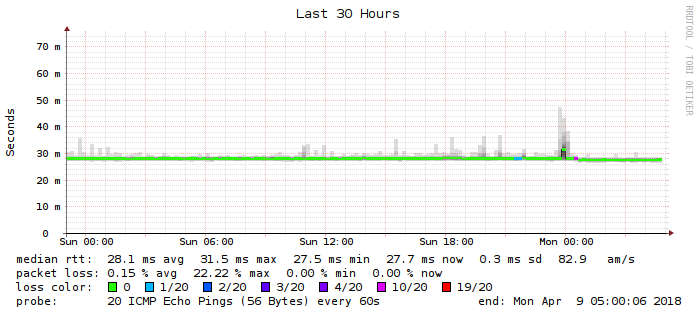 Last 30 Hours
RRDTOOL / TOBI OETIKER
Seconds
70 m
60 m
50 m
40 m
30 m
20 m
10 m
0
Sun 00:00 Sun 06:00 Sun 12:00 Sun 18:00 Mon 00:00
median rtt: 28.1 ms avg 31.5 ms max 27.5 ms min 27.7 ms now 0.3 ms sd 82.9 am/s
packet loss: 0.15 % avg 22.22 % max 0.00 % min 0.00 % now
loss color: 0 1/20 2/20 3/20 4/20 10/20 19/20
probe: 20 ICMP Echo Pings (56 Bytes) every 60s end: Mon Apr 9 05:00:06 2018